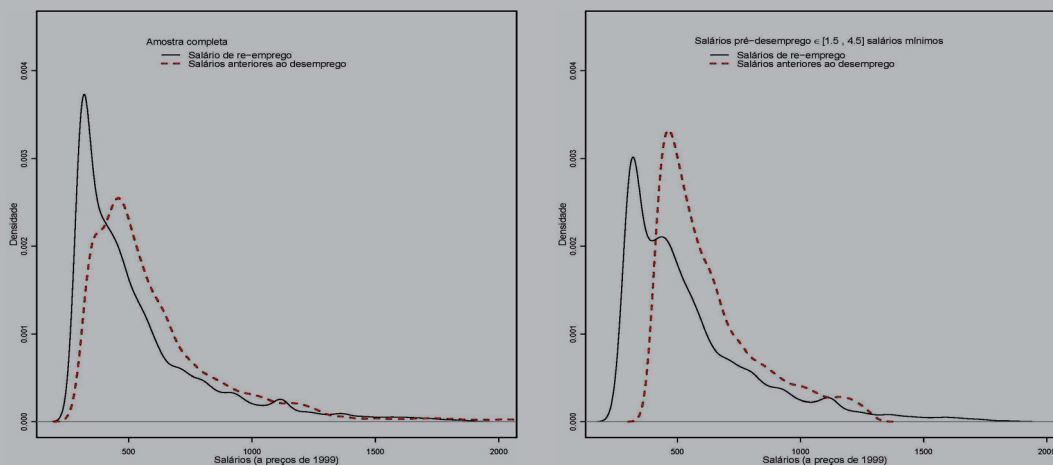 Amostra completa
Salário de re-emprego
Salários anteriores ao desemprego
Densidade
0.000
0.001
0.002
0.003
0.004
500
1000
1500
2000
Salários (a preços de 1999)
Salários pré-desemprego ∈ [1.5 , 4.5] salários mínimos
Salários de re-emprego
Salários anteriores ao desemprego
Densidade
0.000
0.001
0.002
0.003
0.004
500
1000
1500
2000
Salários (a preços de 1999)